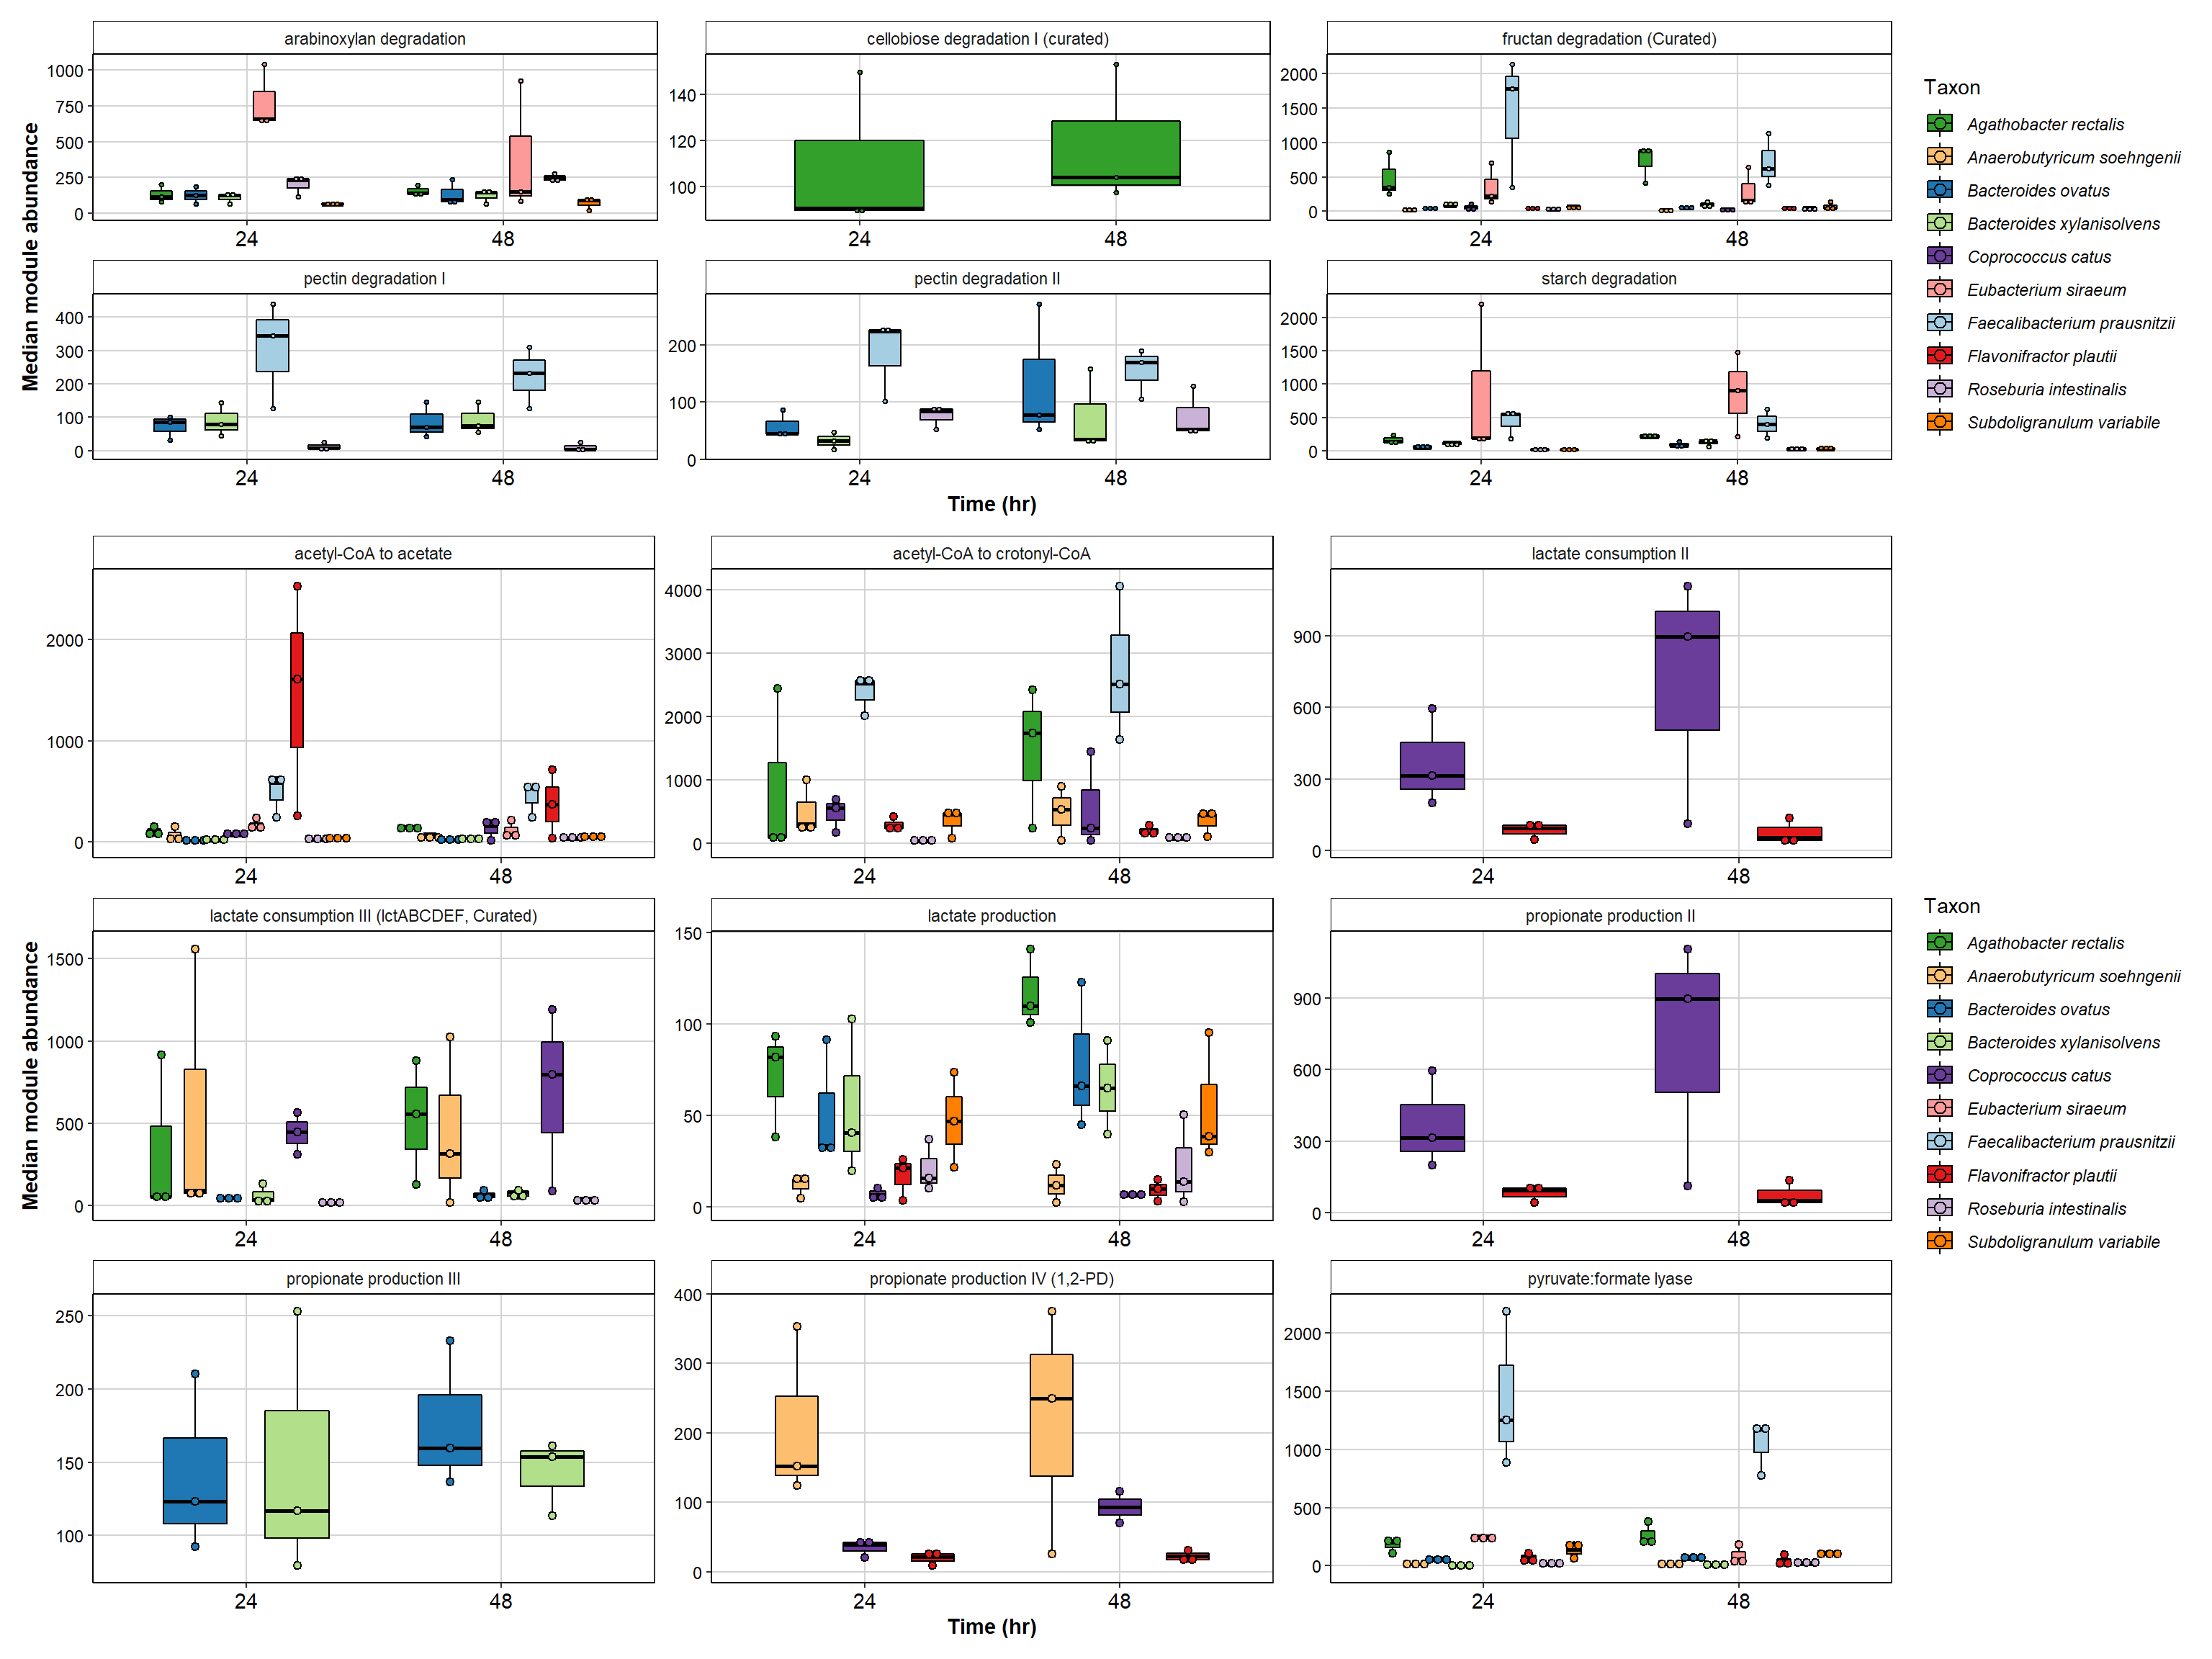 arabinoxylan degradation
cellobiose degradation I (curated)
fructan degradation (Curated)
Median module abundance
1000
750
500
250
0
24
48
140
120
100
24
48
2000
1500
1000
500
0
24
48
pectin degradation I
pectin degradation II
starch degradation
400
300
200
100
0
24
48
200
100
0
24
48
2000
1500
1000
500
0
24
48
Time (hr)
Taxon
Agathobacter rectalis
Anaerobutyricum soehngenii
Bacteroides ovatus
Bacteroides xylanisolvens
Coprococcus catus
Eubacterium siraeum
Faecalibacterium prausnitzii
Flavonifractor plautii
Roseburia intestinalis
Subdoligranulum variabile
acetyl-CoA to acetate
acetyl-CoA to crotonyl-CoA
lactate consumption II
2000
1000
0
24
48
4000
3000
2000
1000
0
24
48
900
600
300
0
24
48
lactate consumption III (lctABCDEF, Curated)
lactate production
propionate production II
Median module abundance
1500
1000
500
0
24
48
150
100
50
0
24
48
900
600
300
0
24
48
propionate production III
propionate production IV (1,2-PD)
pyruvate:formate lyase
250
200
150
100
24
48
400
300
200
100
0
24
48
2000
1500
1000
500
0
24
48
Time (hr)
Taxon
Agathobacter rectalis
Anaerobutyricum soehngenii
Bacteroides ovatus
Bacteroides xylanisolvens
Coprococcus catus
Eubacterium siraeum
Faecalibacterium prausnitzii
Flavonifractor plautii
Roseburia intestinalis
Subdoligranulum variabile